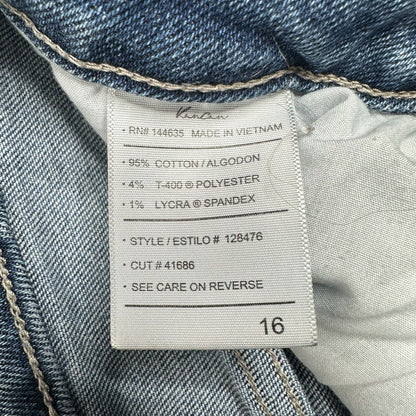 KanCan
• RN# 144635 MADE IN VIETNAM
• 95% COTTON / ALGODON
• 4% T-400 ® POLYESTER
• 1% LYCRA ® SPANDEX
• STYLE / ESTILO # 128476
• CUT # 41686
• SEE CARE ON REVERSE
16